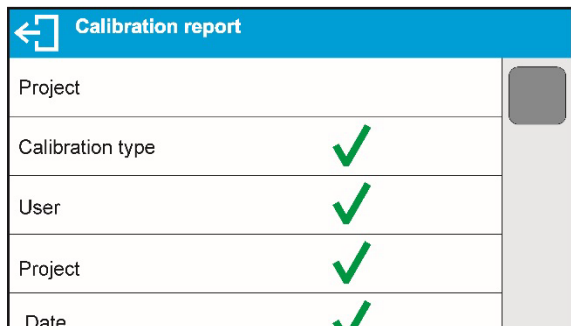 Calibration report
Project
Calibration type
User
Project
Date